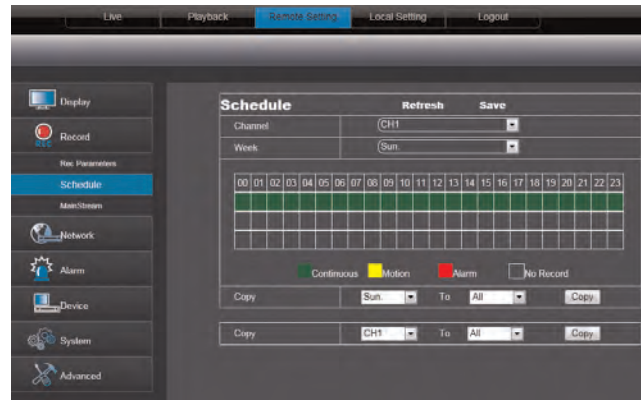 Live Playback Remote Setting Local Setting Logout
Display
Record
REC
Rec Parameters
Schedule
MainStream
Network
Alarm
Device
System
Advanced
Schedule Refresh Save
Channel CH1
Week Sun.
00 01 02 03 04 05 06 07 08 09 10 11 12 13 14 15 16 17 18 19 20 21 22 23
Continuous Motion Alarm No Record
Copy Sun. To All Copy
Copy CH1 To All Copy